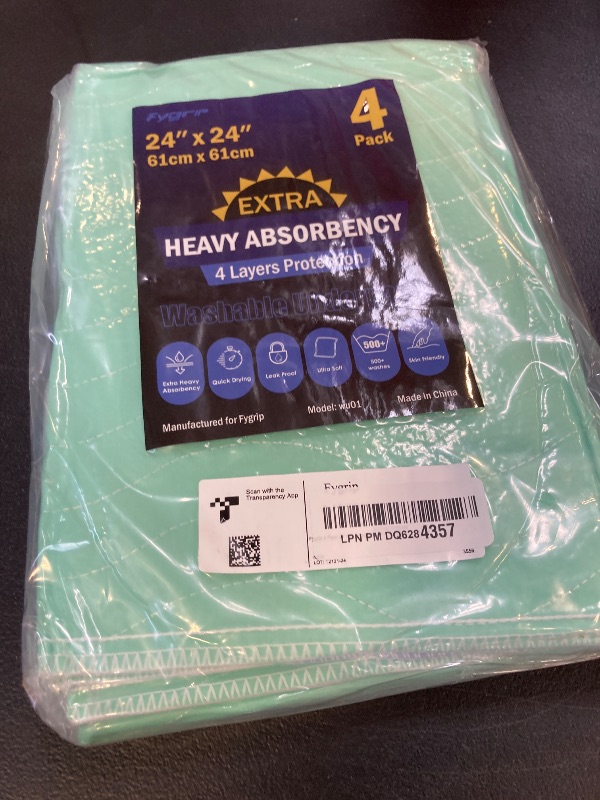 Fygrip
24" x 24"
61cm x 61cm
4
Pack
EXTRA
HEAVY ABSORBENCY
4 Layers Protection
Washable
Extra Heavy
Absorbency
Quick Drying
Leak Proof
Ultra Soft
500+
500+
washes
Skin Friendly
Manufactured for Fygrip
Model: wu01
Made in China
Scan with the
Transparency App
Fygrip
LPN PM DQ6284357